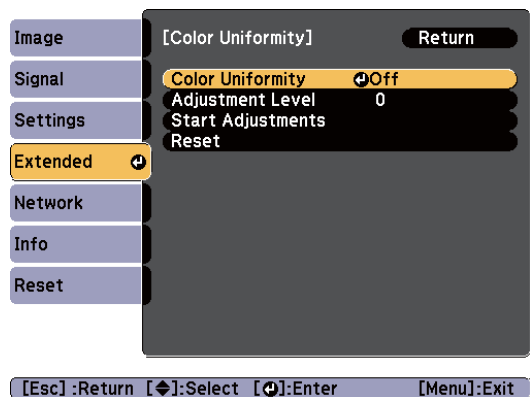 Image
Signal
Settings
Extended
Network
Info
Reset
[Color Uniformity] Return
Color Uniformity Off
Adjustment Level 0
Start Adjustments
Reset
[Esc] :Return [ ]:Select [ ]:Enter [Menu]:Exit